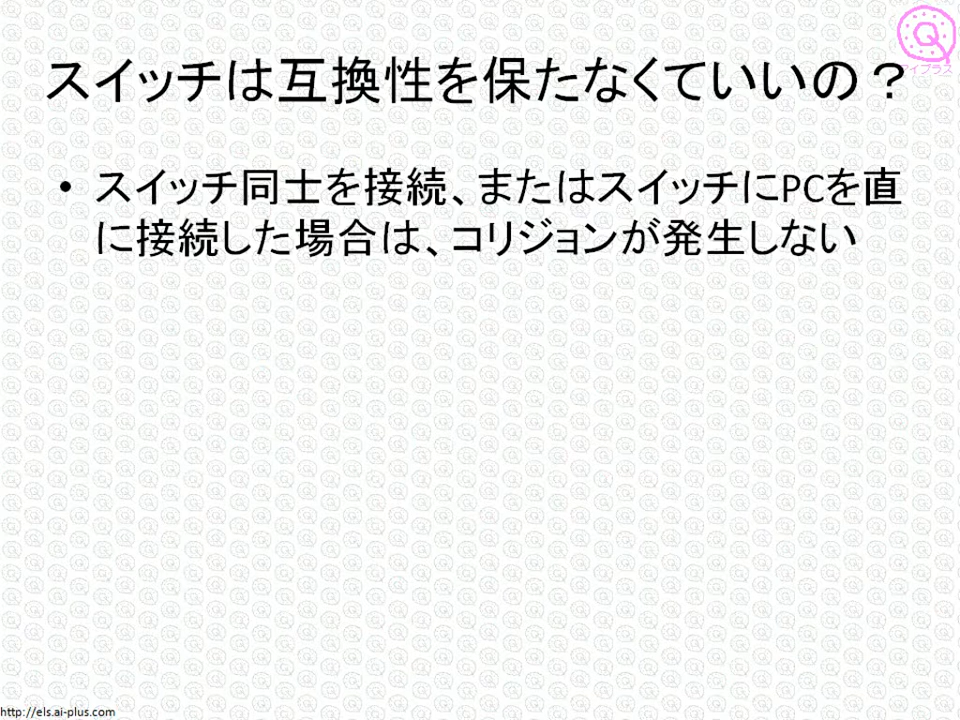 スイッチは互換性を保たなくていいの？
アイプラス
• スイッチ同士を接続、またはスイッチにPCを直
に接続した場合は、コリジョンが発生しない
http://els.ai-plus.com